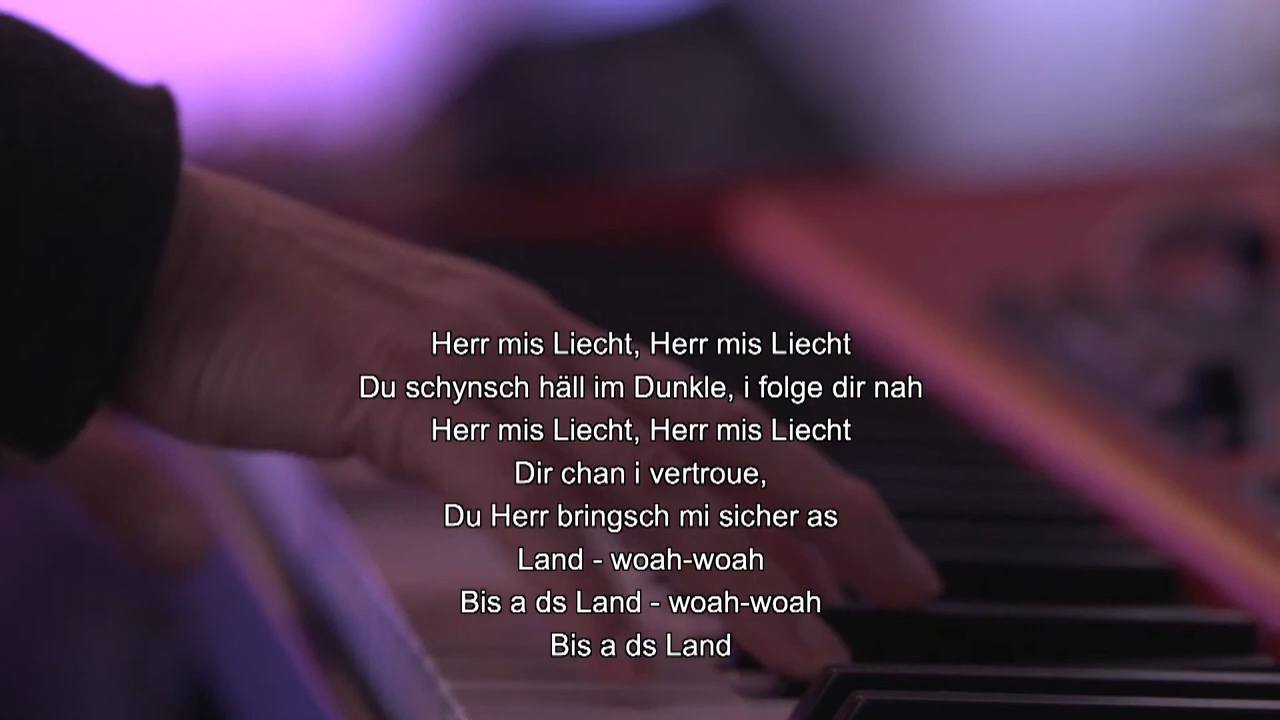 Herr mis Liecht, Herr mis Liecht
Du schynsch häll im Dunkle, i folge dir nah
Herr mis Liecht, Herr mis Liecht
Dir chan i vertroue,
Du Herr bringsch mi sicher as
Land - woah-woah
Bis a ds Land - woah-woah
Bis a ds Land